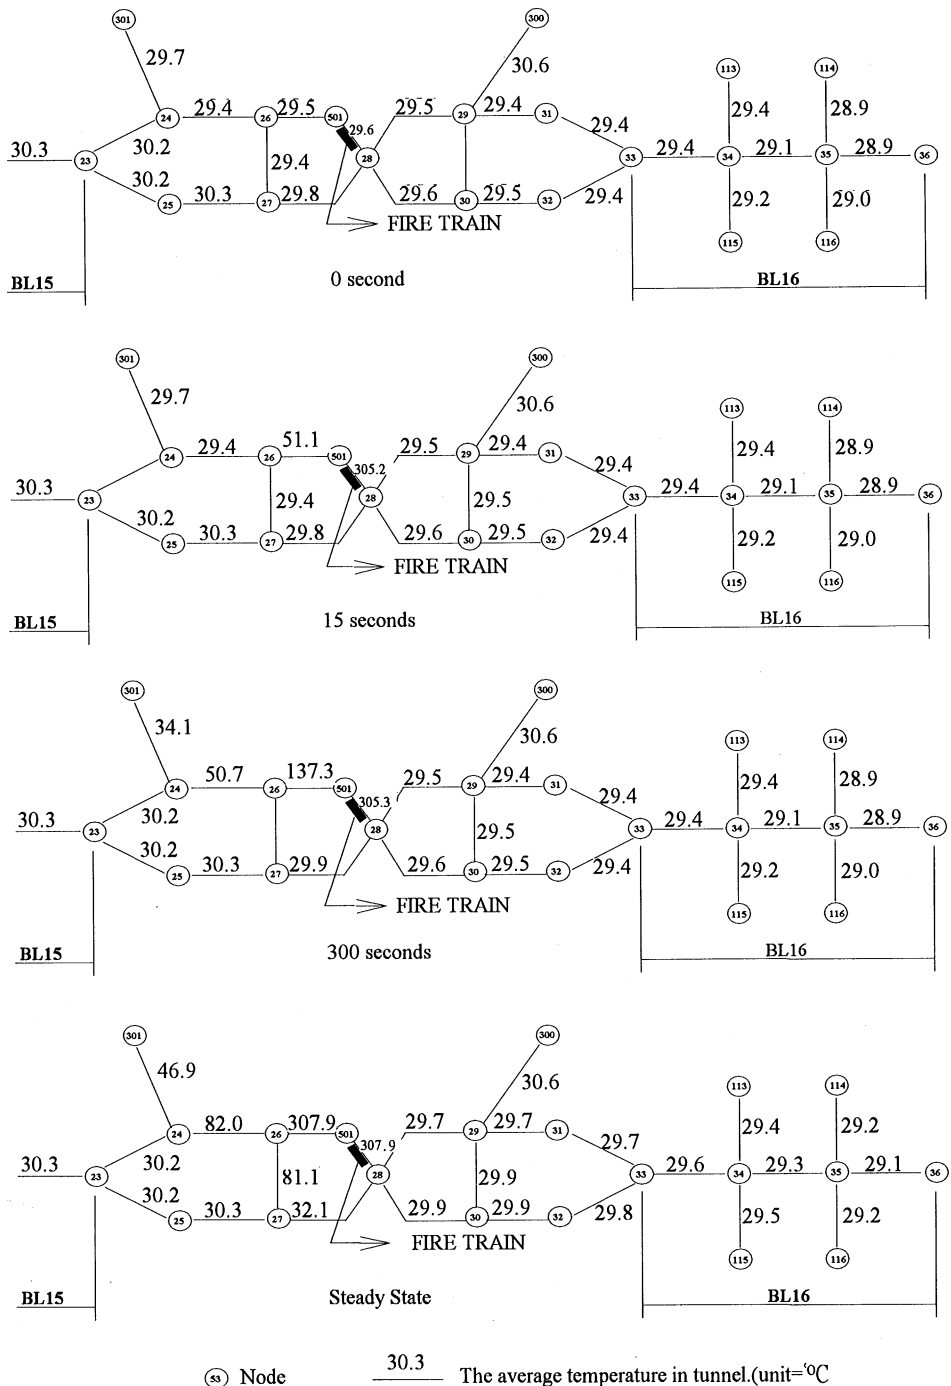 301 300
29.7 30.6
113 114
24 29.4 26 29.5 501 29.6 29.5 29 29.4 31 29.4 28.9
30.3 23 30.2 29.4 28 29.4 33 29.4 34 29.1 35 28.9 36
30.2 25 30.3 27 29.8 29.6 30 29.5 32 29.4 29.2 29.0
FIRE TRAIN
115 116
BL15 0 second BL16
301 300
29.7 30.6
113 114
24 29.4 26 51.1 501 305.2 29.5 29 29.4 31 29.4 28.9
30.3 23 29.4 28 29.5 29.4 33 29.4 34 29.1 35 28.9 36
30.2 25 30.3 27 29.8 29.6 30 29.5 32 29.4 29.2 29.0
FIRE TRAIN
115 116
BL15 15 seconds BL16
301 300
34.1 30.6
113 114
24 50.7 26 137.3 501 305.3 29.5 29 29.4 31 29.4 28.9
30.3 23 30.2 28 29.5 29.4 33 29.4 34 29.1 35 28.9 36
30.2 25 30.3 27 29.9 29.6 30 29.5 32 29.4 29.2 29.0
FIRE TRAIN
115 116
BL15 300 seconds BL16
301 300
46.9 30.6
113 114
24 82.0 26 307.9 501 307.9 29.7 29 29.7 31 29.4 29.2
30.3 23 30.2 81.1 28 29.9 29.7 33 29.6 34 29.3 35 29.1 36
30.2 25 30.3 27 32.1 29.9 30 29.9 32 29.8 29.5 29.2
FIRE TRAIN
115 116
BL15 Steady State BL16
53 Node 30.3 The average temperature in tunnel.(unit=°C